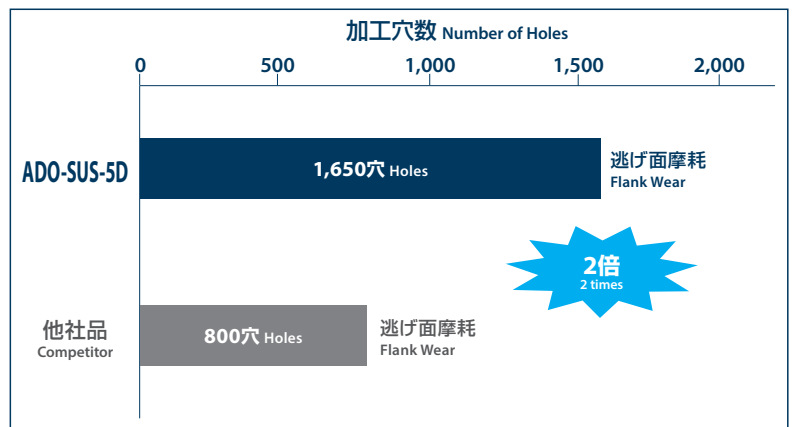 加工穴数 Number of Holes
0 500 1,000 1,500 2,000
ADO-SUS-5D
1,650穴 Holes
逃げ面摩耗
Flank Wear
2倍
2 times
他社品
Competitor
800穴 Holes
逃げ面摩耗
Flank Wear